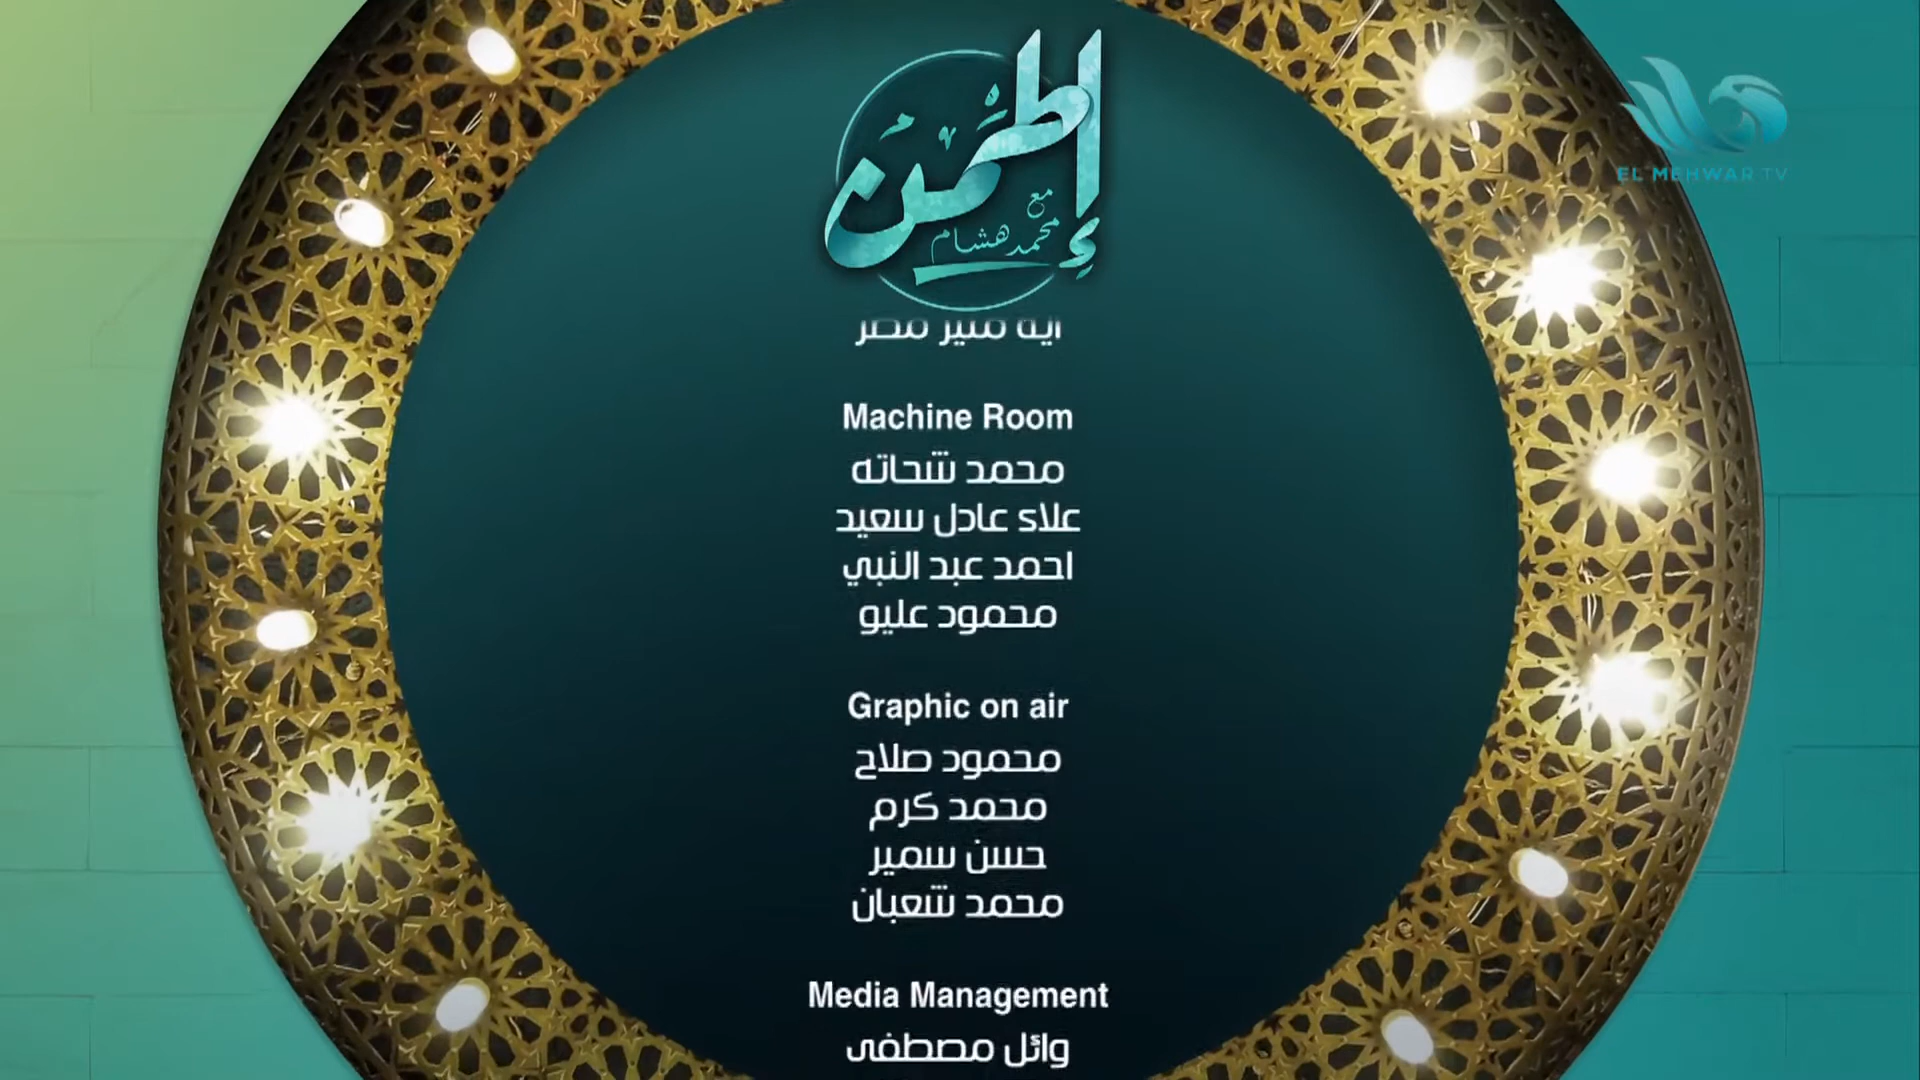 إطمن
مع
محمد هشام
EL MEHWAR TV
اية منير مصر
Machine Room
محمد شحاته
علاء عادل سعيد
احمد عبد النبي
محمود عليو
Graphic on air
محمود صلاح
محمد كرم
حسن سمير
محمد شعبان
Media Management
وائل مصطفى